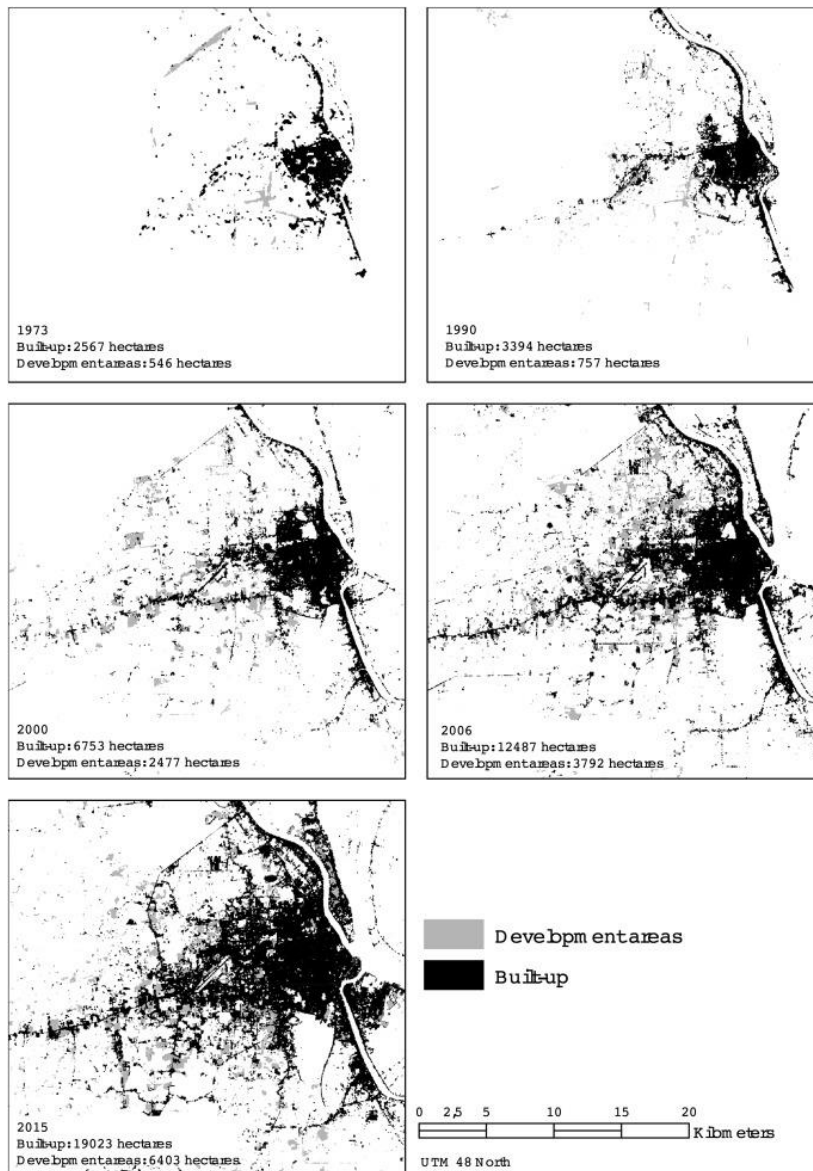 1973
Built-up:2567 hectares
Development areas:546 hectares
1990
Built-up:3394 hectares
Development areas:757 hectares
2000
Built-up:6753 hectares
Development areas:2477 hectares
2006
Built-up:12487 hectares
Development areas:3792 hectares
2015
Built-up:19023 hectares
Development areas:6403 hectares
Development areas
Built-up
0 2,5 5 10 15 20
Kilometers
UTM 48 North